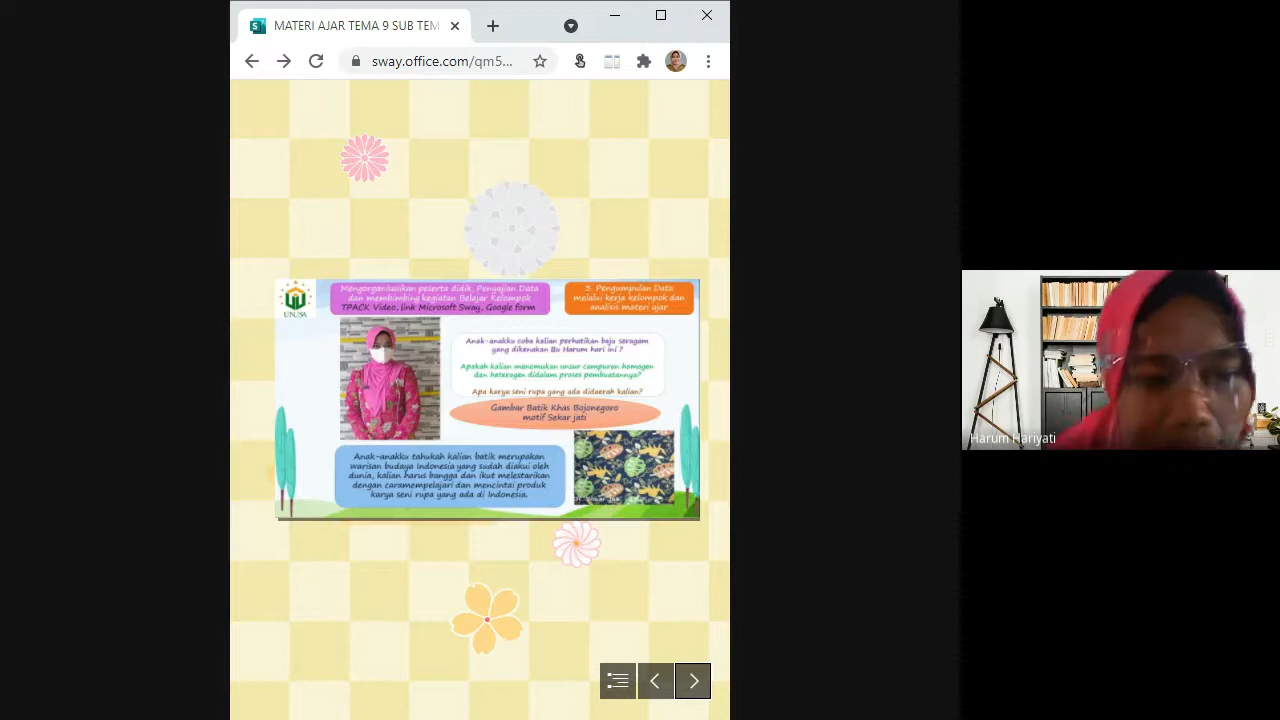 MATERI AJAR TEMA 9 SUB TEM
sway.office.com/qm5...
UNUSA
Mengorganisasikan peserta didik, Penyajian Data
dan membimbing kegiatan Belajar Kelompok
TPACK Video, link Microsoft Sway, Google form
3. Pengumpulan Data
melalui kerja kelompok dan
analisis materi ajar
Anak-anakku coba kalian perhatikan baju seragam
yang dikenakan Bu Harum hari ini ?
Apakah kalian menemukan unsur campuran homogen
dan heterogen didalam proses pembuatannya?
Apa karya seni rupa yang ada didaerah kalian?
Gambar Batik Khas Bojonegoro
motif Sekar jati
Anak-anakku tahukah kalian batik merupakan
warisan budaya Indonesia yang sudah diakui oleh
dunia, kalian harus bangga dan ikut melestarikan
dengan caramempelajari dan mencintai produk
karya seni rupa yang ada di Indonesia.
Harum Hariyati